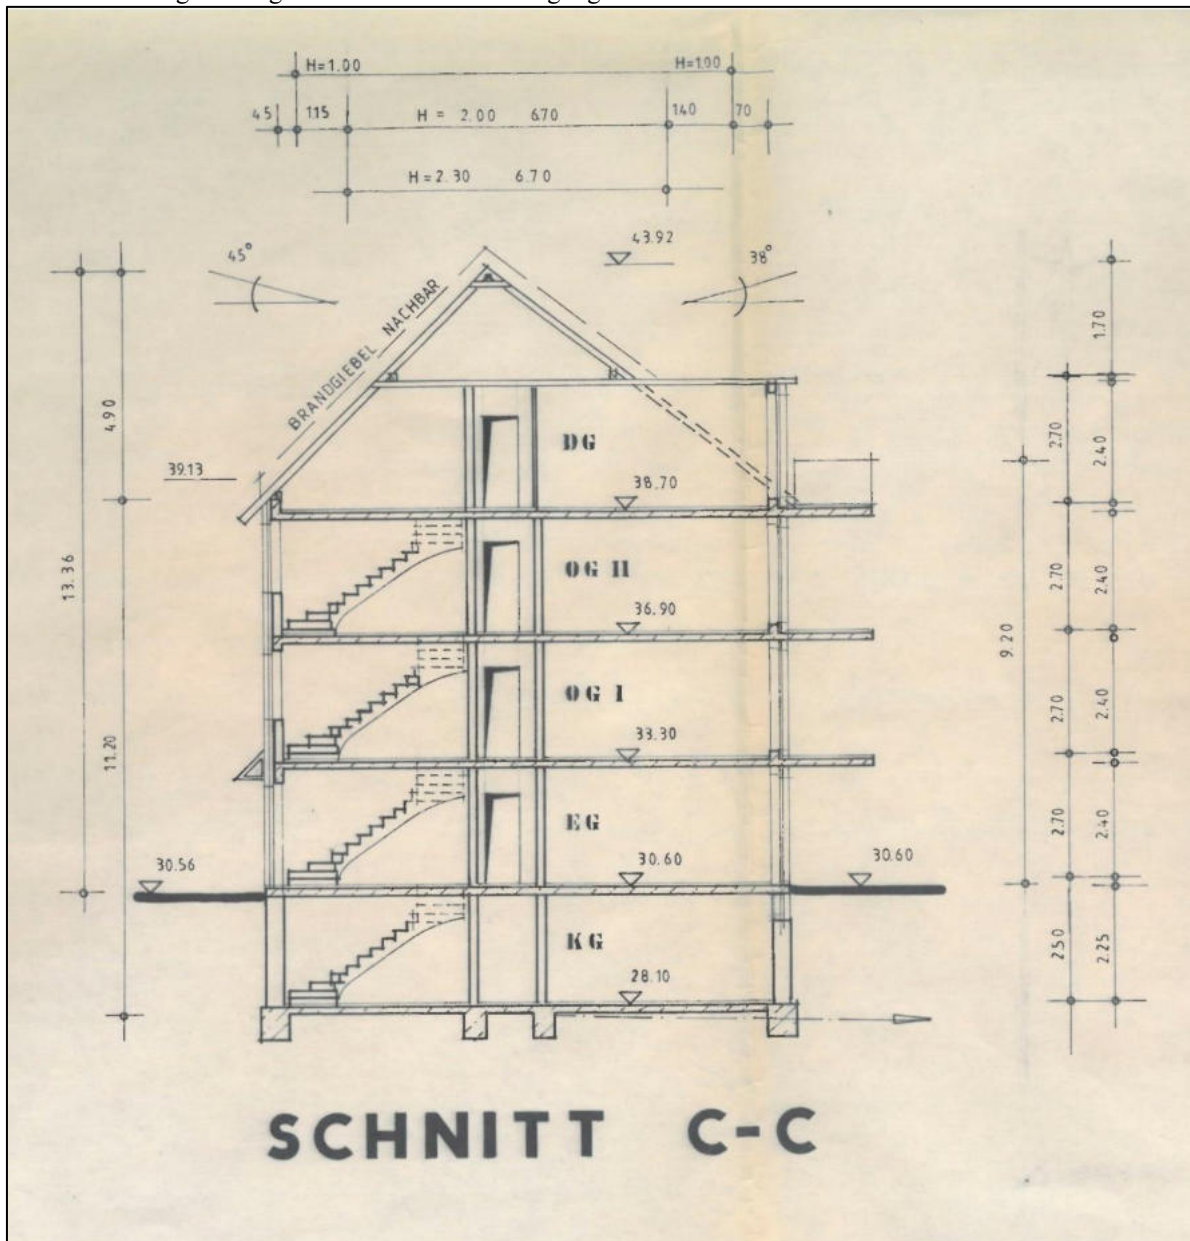 H=1.00 H=1.00
45 115 H = 2.00 6.70 140 70
H=2.30 6.70
45° 43.92 38°
BRANDGIEBEL NACHBAR
1.70
4.90 2.70 2.40
39.13 DG
38.70
13.36 OG II 2.70 2.40
36.90
9.20
OG I 2.70 2.40
11.20 33.30
EG 2.70 2.40
30.56 30.60 30.60
KG 2.50 2.25
28.10
SCHNITT C-C